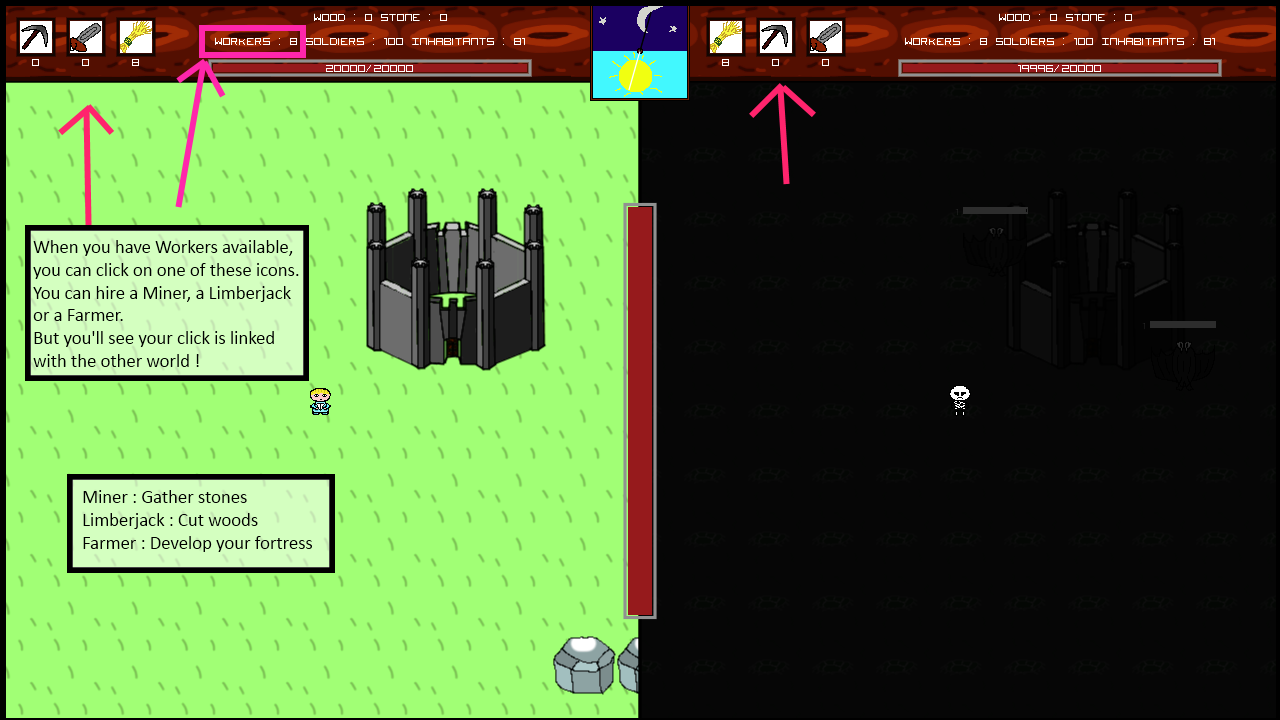 WOOD : 0 STONE : 0
WORKERS : 8 SOLDIERS : 100 INHABITANTS : 81
0 0 8
20000/20000
WOOD : 0 STONE : 0
WORKERS : 8 SOLDIERS : 100 INHABITANTS : 81
8 0 0
19996/20000
When you have Workers available,
you can click on one of these icons.
You can hire a Miner, a Limberjack
or a Farmer.
But you'll see your click is linked
with the other world !
Miner : Gather stones
Limberjack : Cut woods
Farmer : Develop your fortress